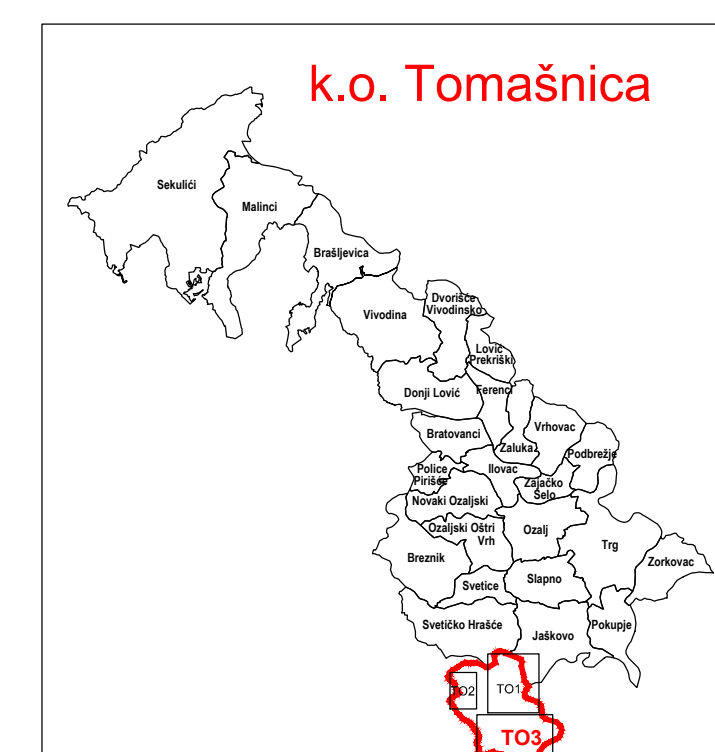 k.o. Tomašnica
Sekulići
Malinci
Brašljevica
Vivodina
Dvorišće
Vivodinsko
Lović
Prekriški
Donji Lović
Ferenci
Bratovanci
Vrhovac
Zaluka
Podbrežje
Police
Pirišće
Ilovac
Zajačko
Selo
Novaki Ozaljski
Ozaljski Oštri
Vrh
Ozalj
Trg
Breznik
Zorkovac
Svetice
Slapno
Svetičko Hrašće
Jaškovo
Pokupje
TO2
TO1
TO3